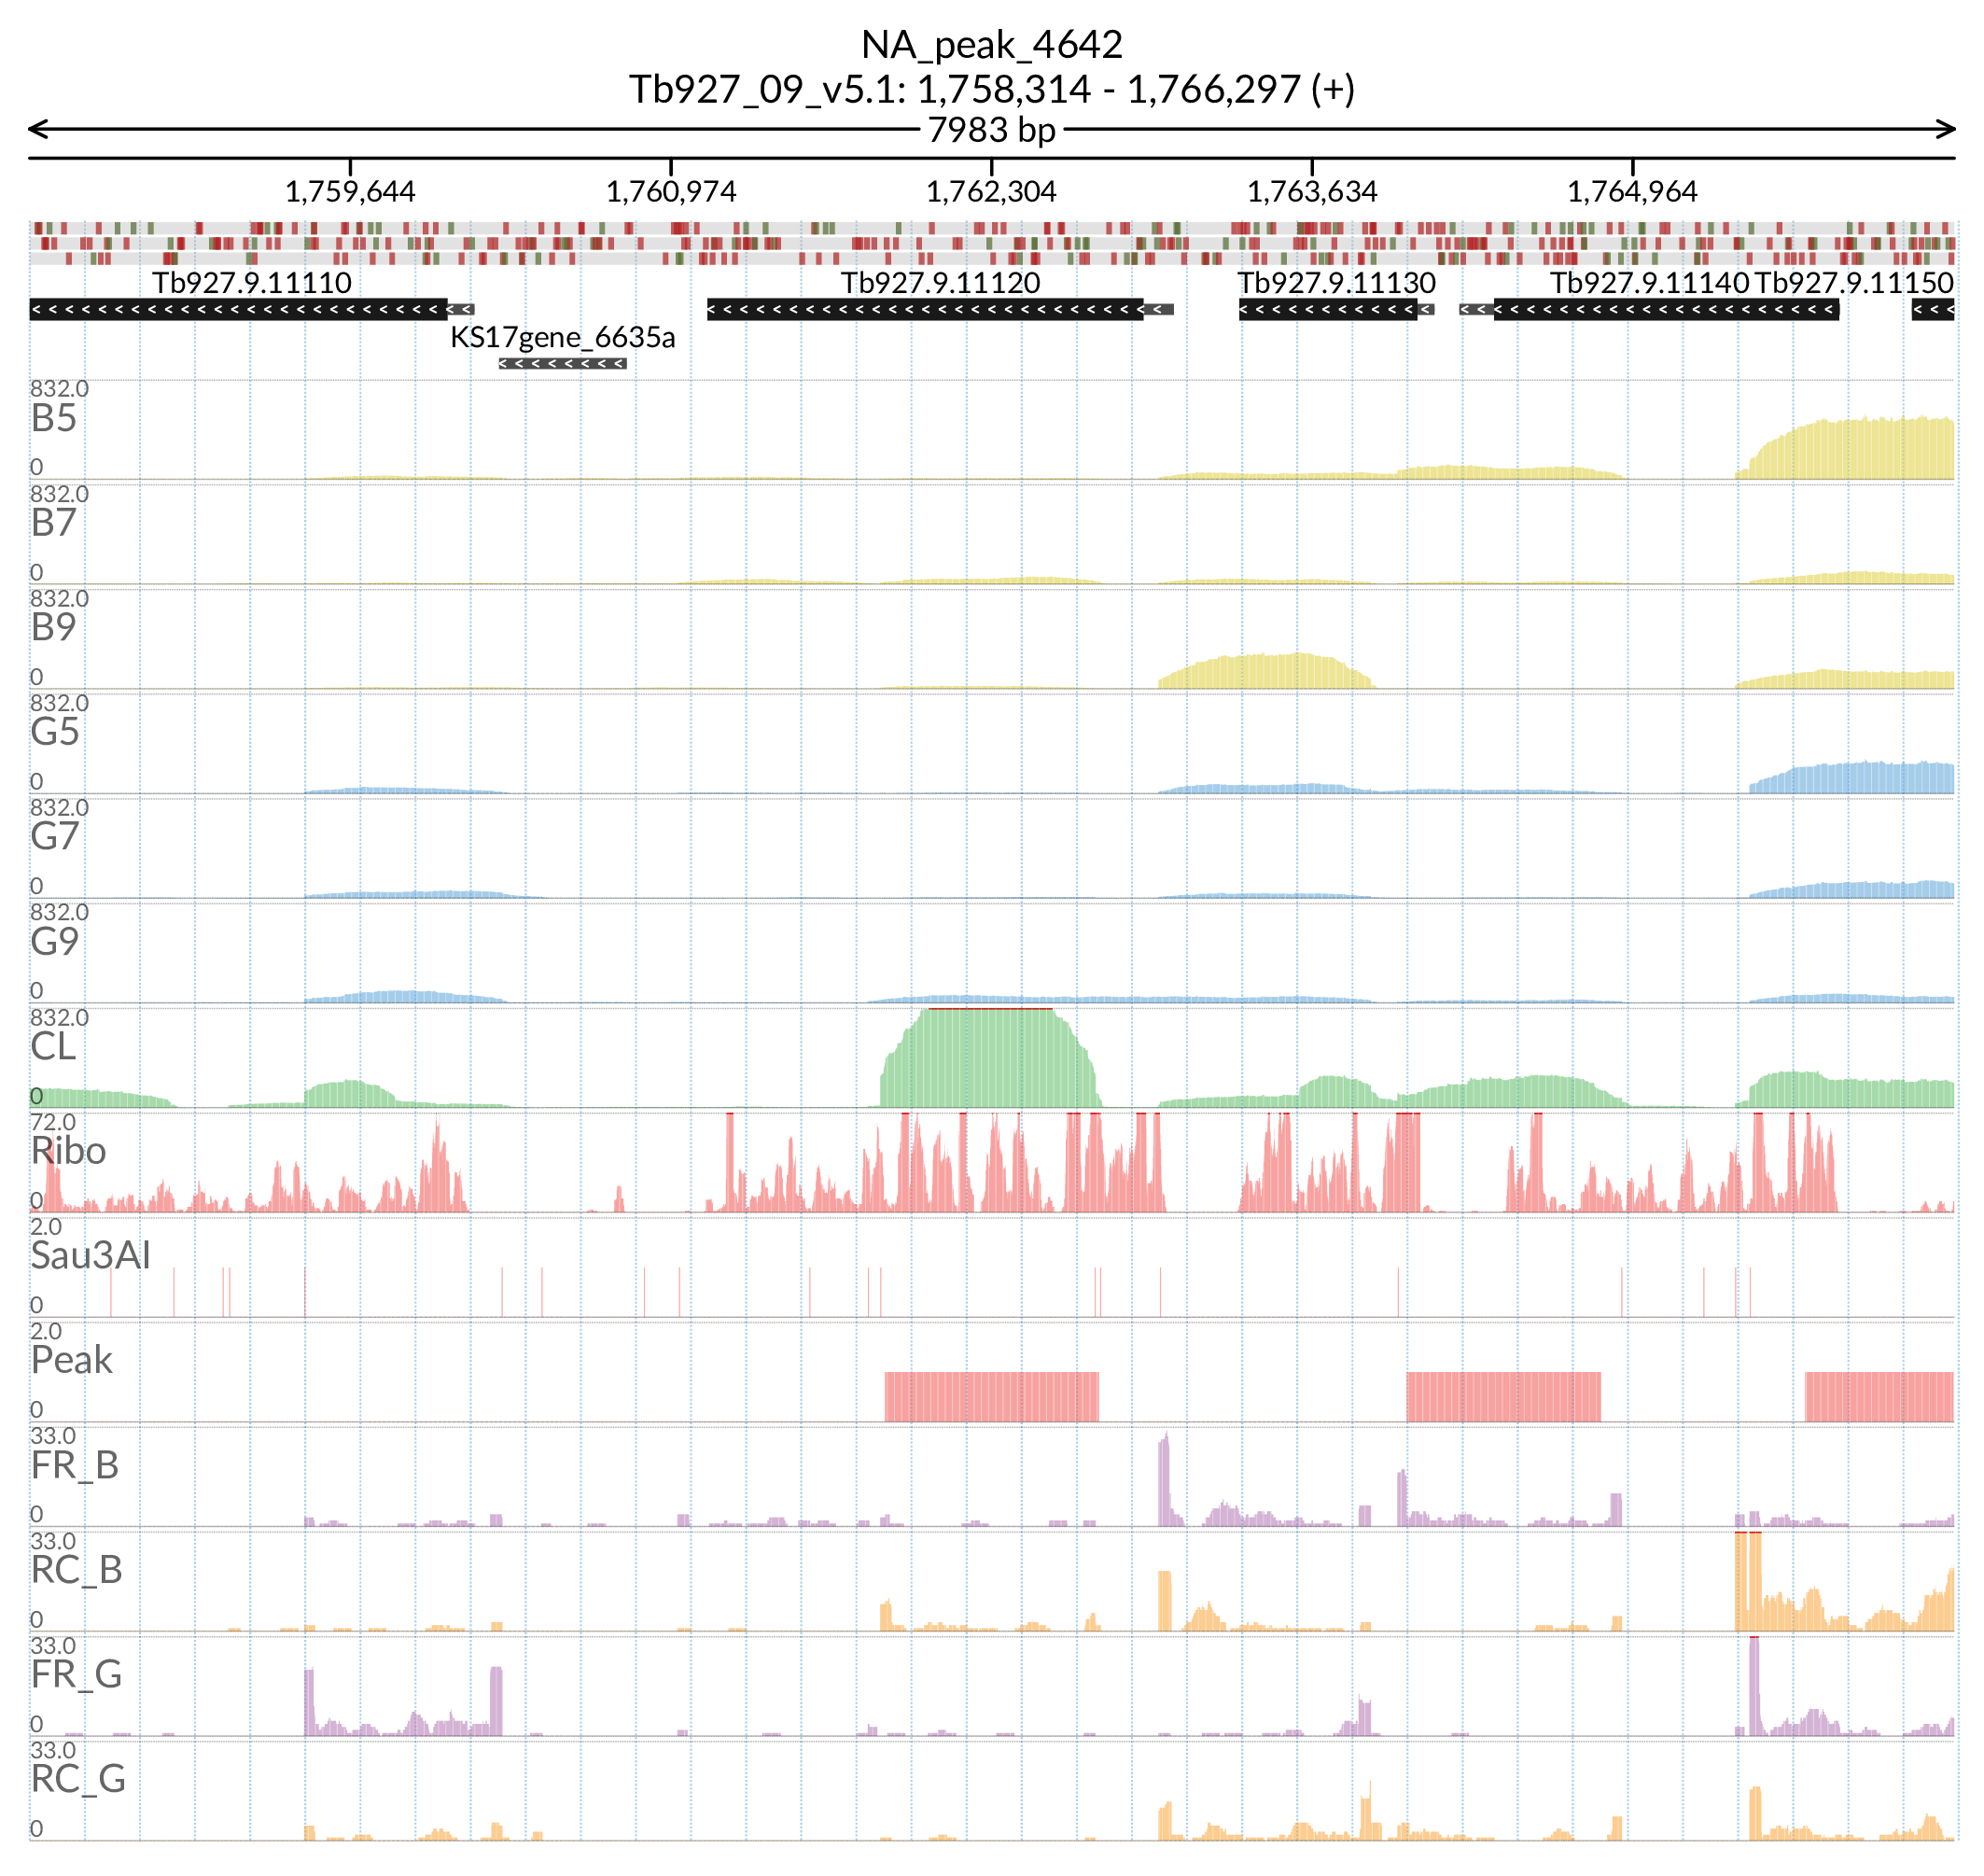 NA_peak_4642
Tb927_09_v5.1: 1,758,314 - 1,766,297 (+)
7983 bp
1,759,644 1,760,974 1,762,304 1,763,634 1,764,964
Tb927.9.11110 Tb927.9.11120 Tb927.9.11130 Tb927.9.11140 Tb927.9.11150
KS17gene_6635a
832.0
B5
0
832.0
B7
0
832.0
B9
0
832.0
G5
0
832.0
G7
0
832.0
G9
0
832.0
CL
0
72.0
Ribo
0
2.0
Sau3AI
0
2.0
Peak
0
33.0
FR_B
0
33.0
RC_B
0
33.0
FR_G
0
33.0
RC_G
0